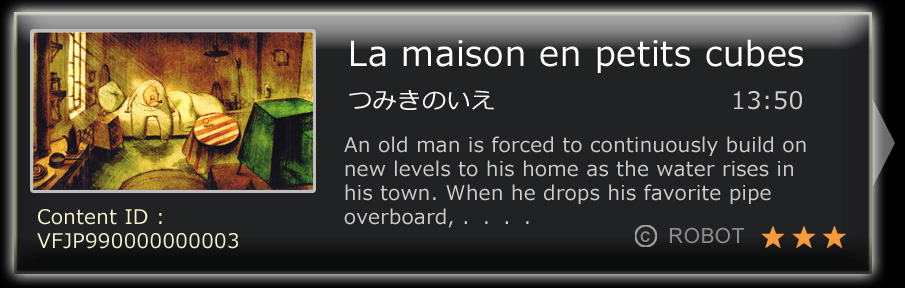 La maison en petits cubes
つみきのいえ 13:50
An old man is forced to continuously build on
new levels to his home as the water rises in
his town. When he drops his favorite pipe
overboard, . . . .
Content ID :
VFJP990000000003
© ROBOT ★★★